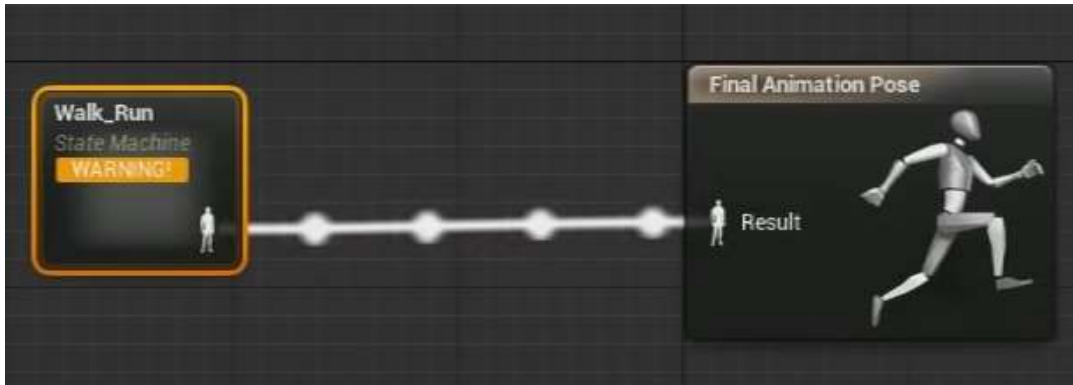 Walk_Run
State Machine
WARNING!
Final Animation Pose
Result